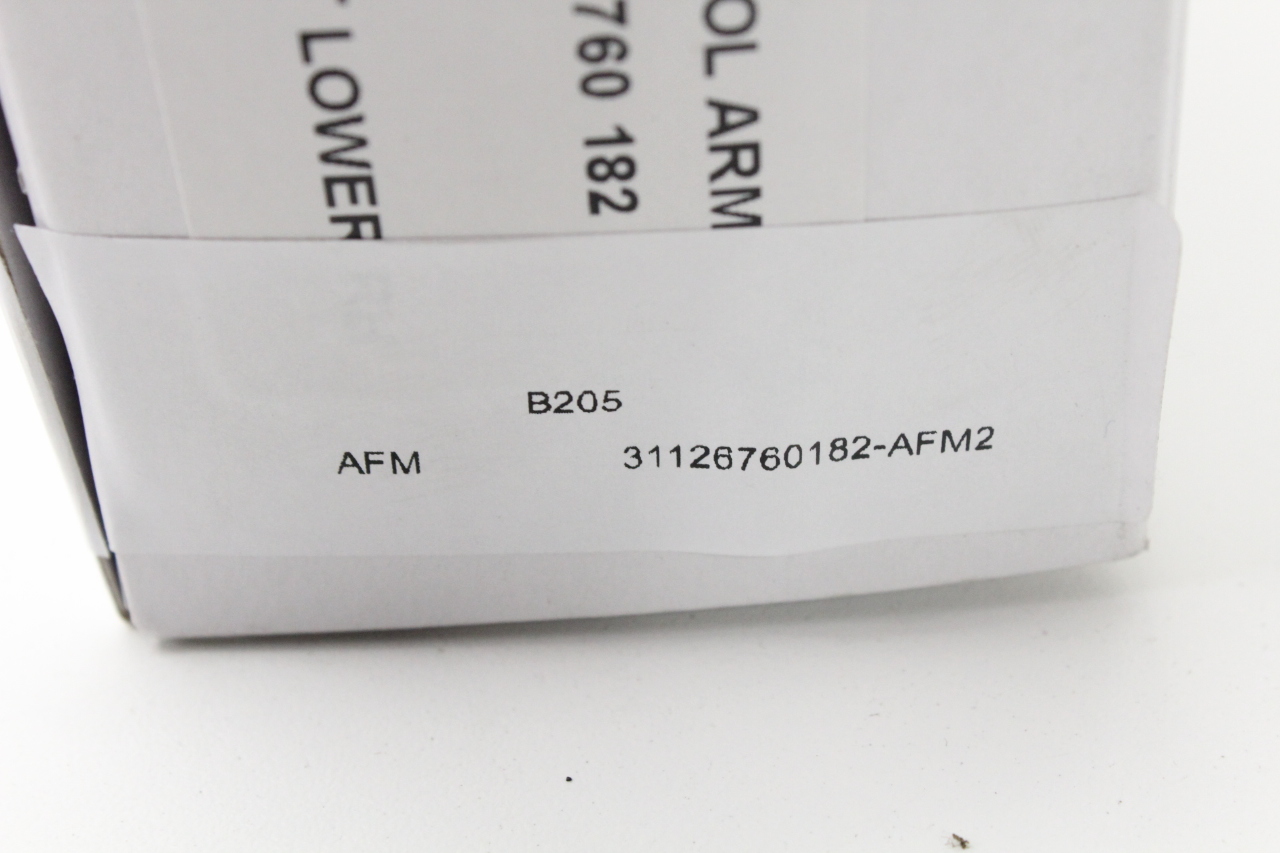 OL ARM
760 182
LOWER
B205
AFM 31126760182-AFM2